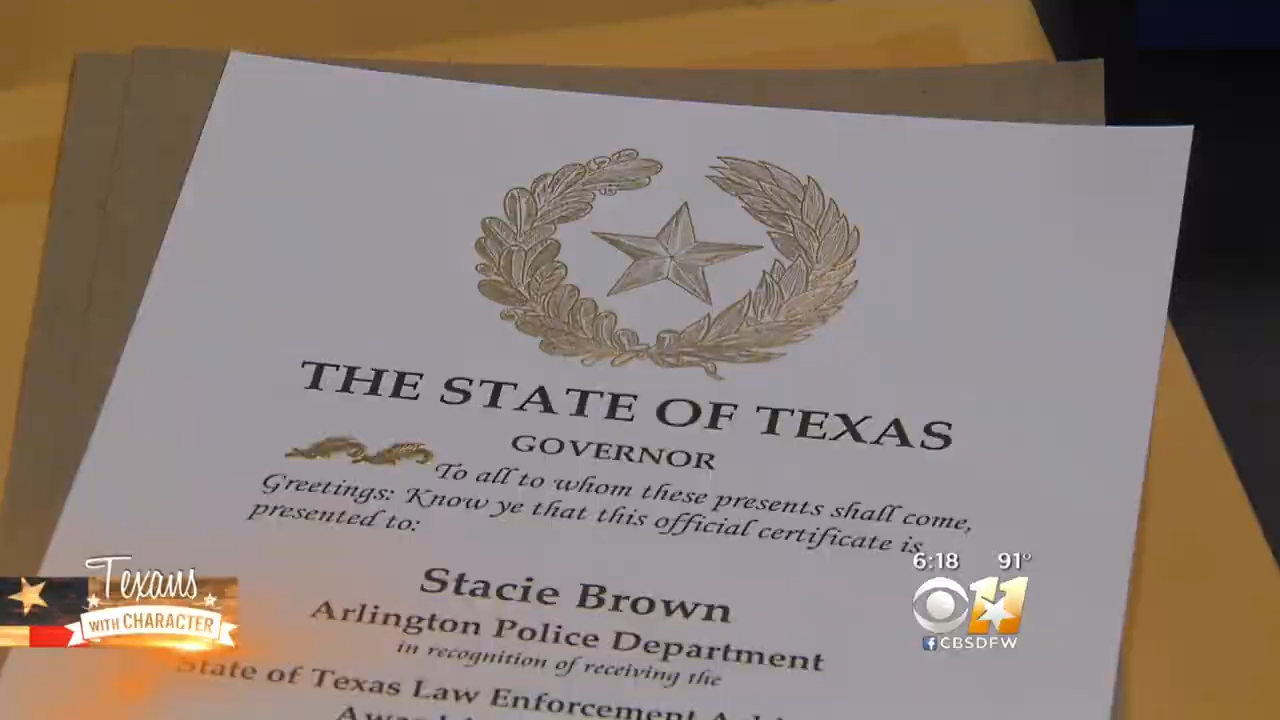 THE STATE OF TEXAS
GOVERNOR
To all to whom these presents shall come,
Greetings: Know ye that this official certificate is
presented to:
Stacie Brown
Arlington Police Department
in recognition of receiving the
State of Texas Law Enforcement
Texans
WITH CHARACTER
6:18 91°
11
CBSDFW